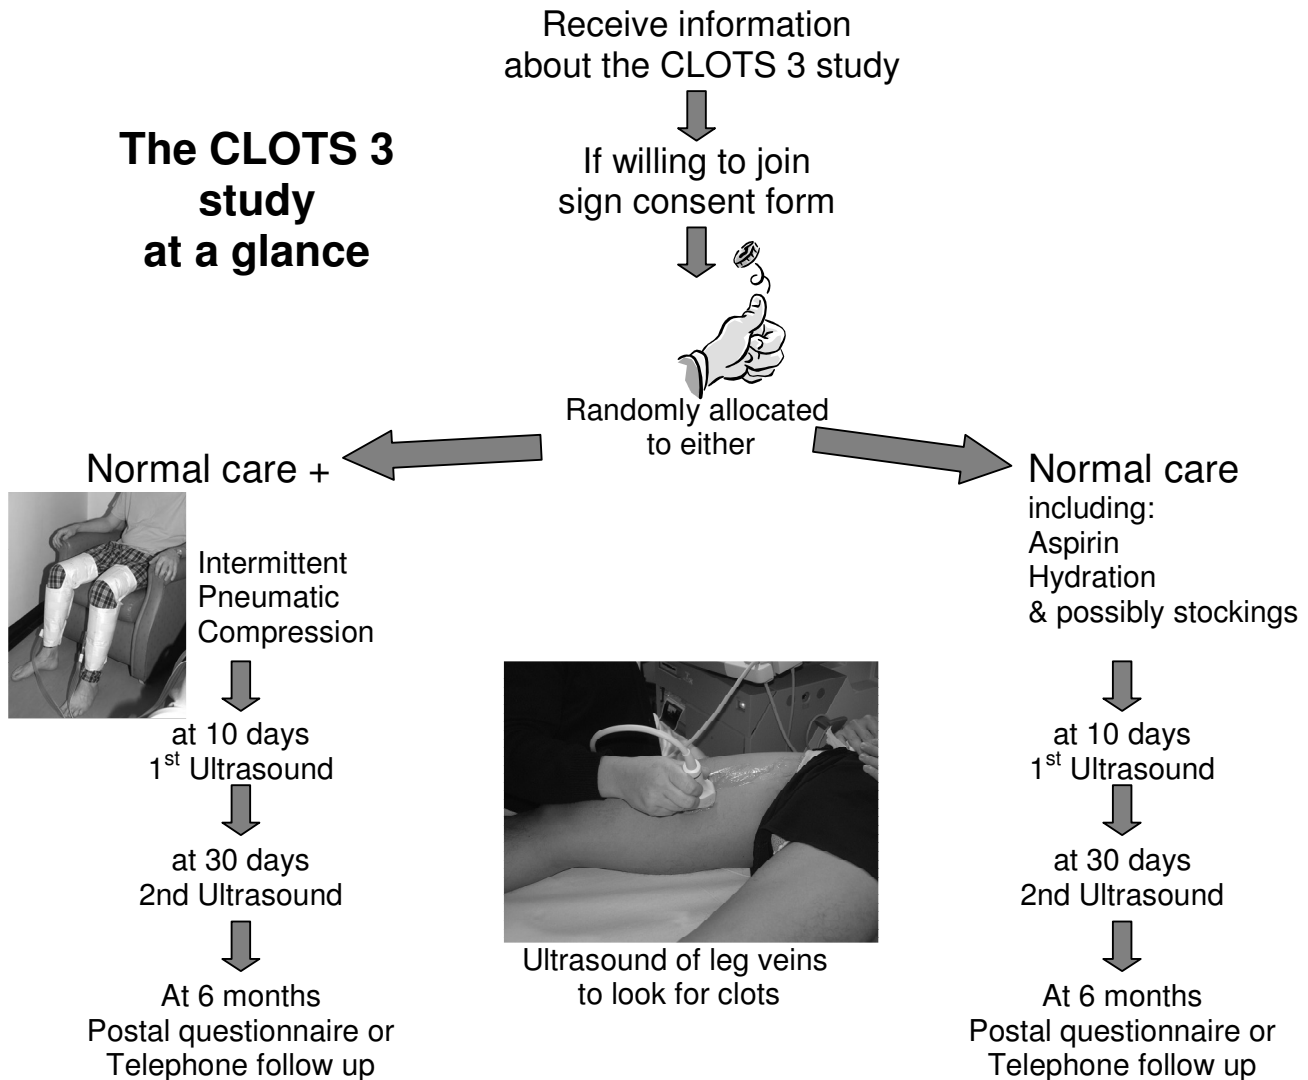 Receive information
about the CLOTS 3 study
The CLOTS 3
study
at a glance
If willing to join
sign consent form
Randomly allocated
to either
Normal care +
Intermittent
Pneumatic
Compression
at 10 days
1st Ultrasound
at 30 days
2nd Ultrasound
At 6 months
Postal questionnaire or
Telephone follow up
Ultrasound of leg veins
to look for clots
Normal care
including:
Aspirin
Hydration
& possibly stockings
at 10 days
1st Ultrasound
at 30 days
2nd Ultrasound
At 6 months
Postal questionnaire or
Telephone follow up